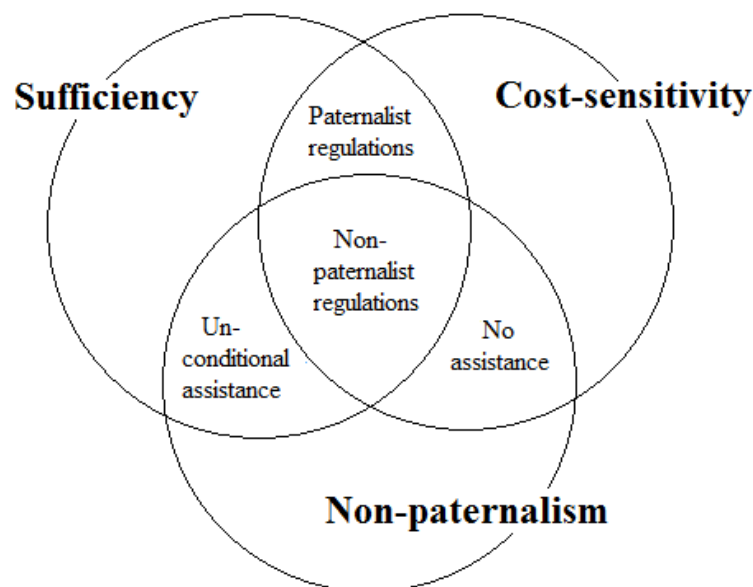 Sufficiency
Cost-sensitivity
Paternalist
regulations
Non-
paternalist
regulations
Un-
conditional
assistance
No
assistance
Non-paternalism